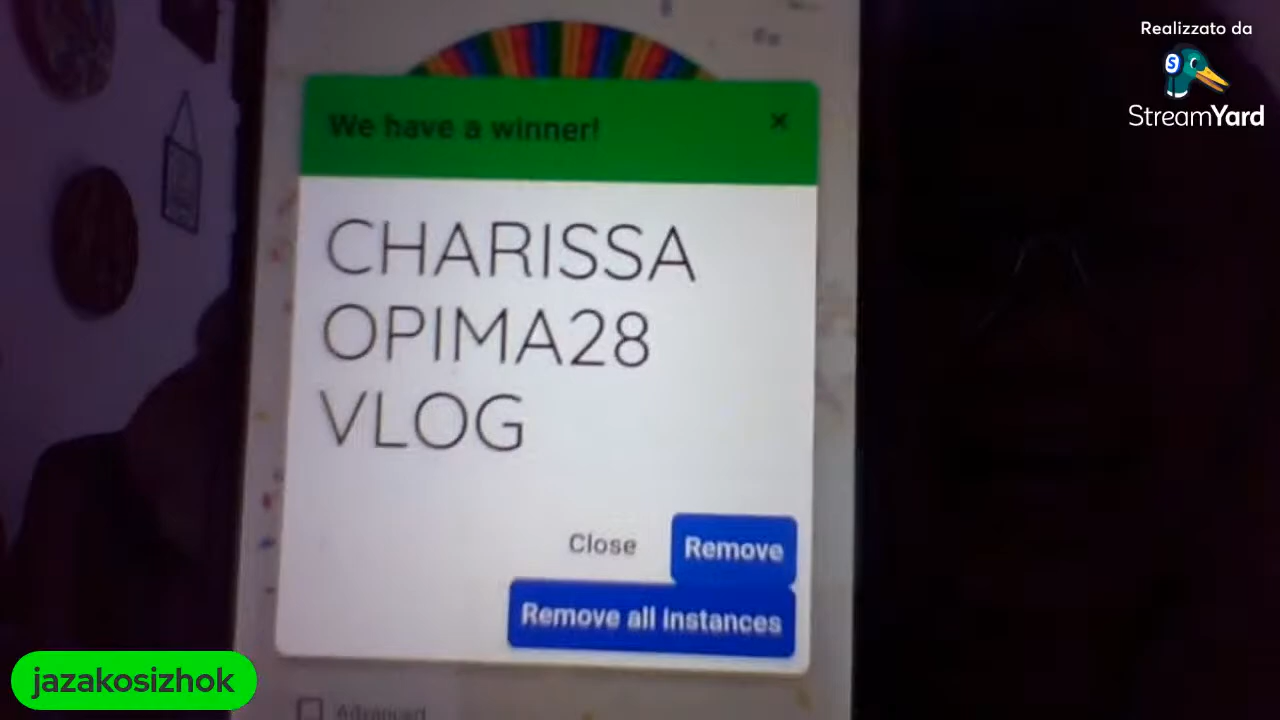 Realizzato da
StreamYard
We have a winner!
CHARISSA
OPIMA28
VLOG
Close
Remove
Remove all instances
jazakosizhok
Advanced